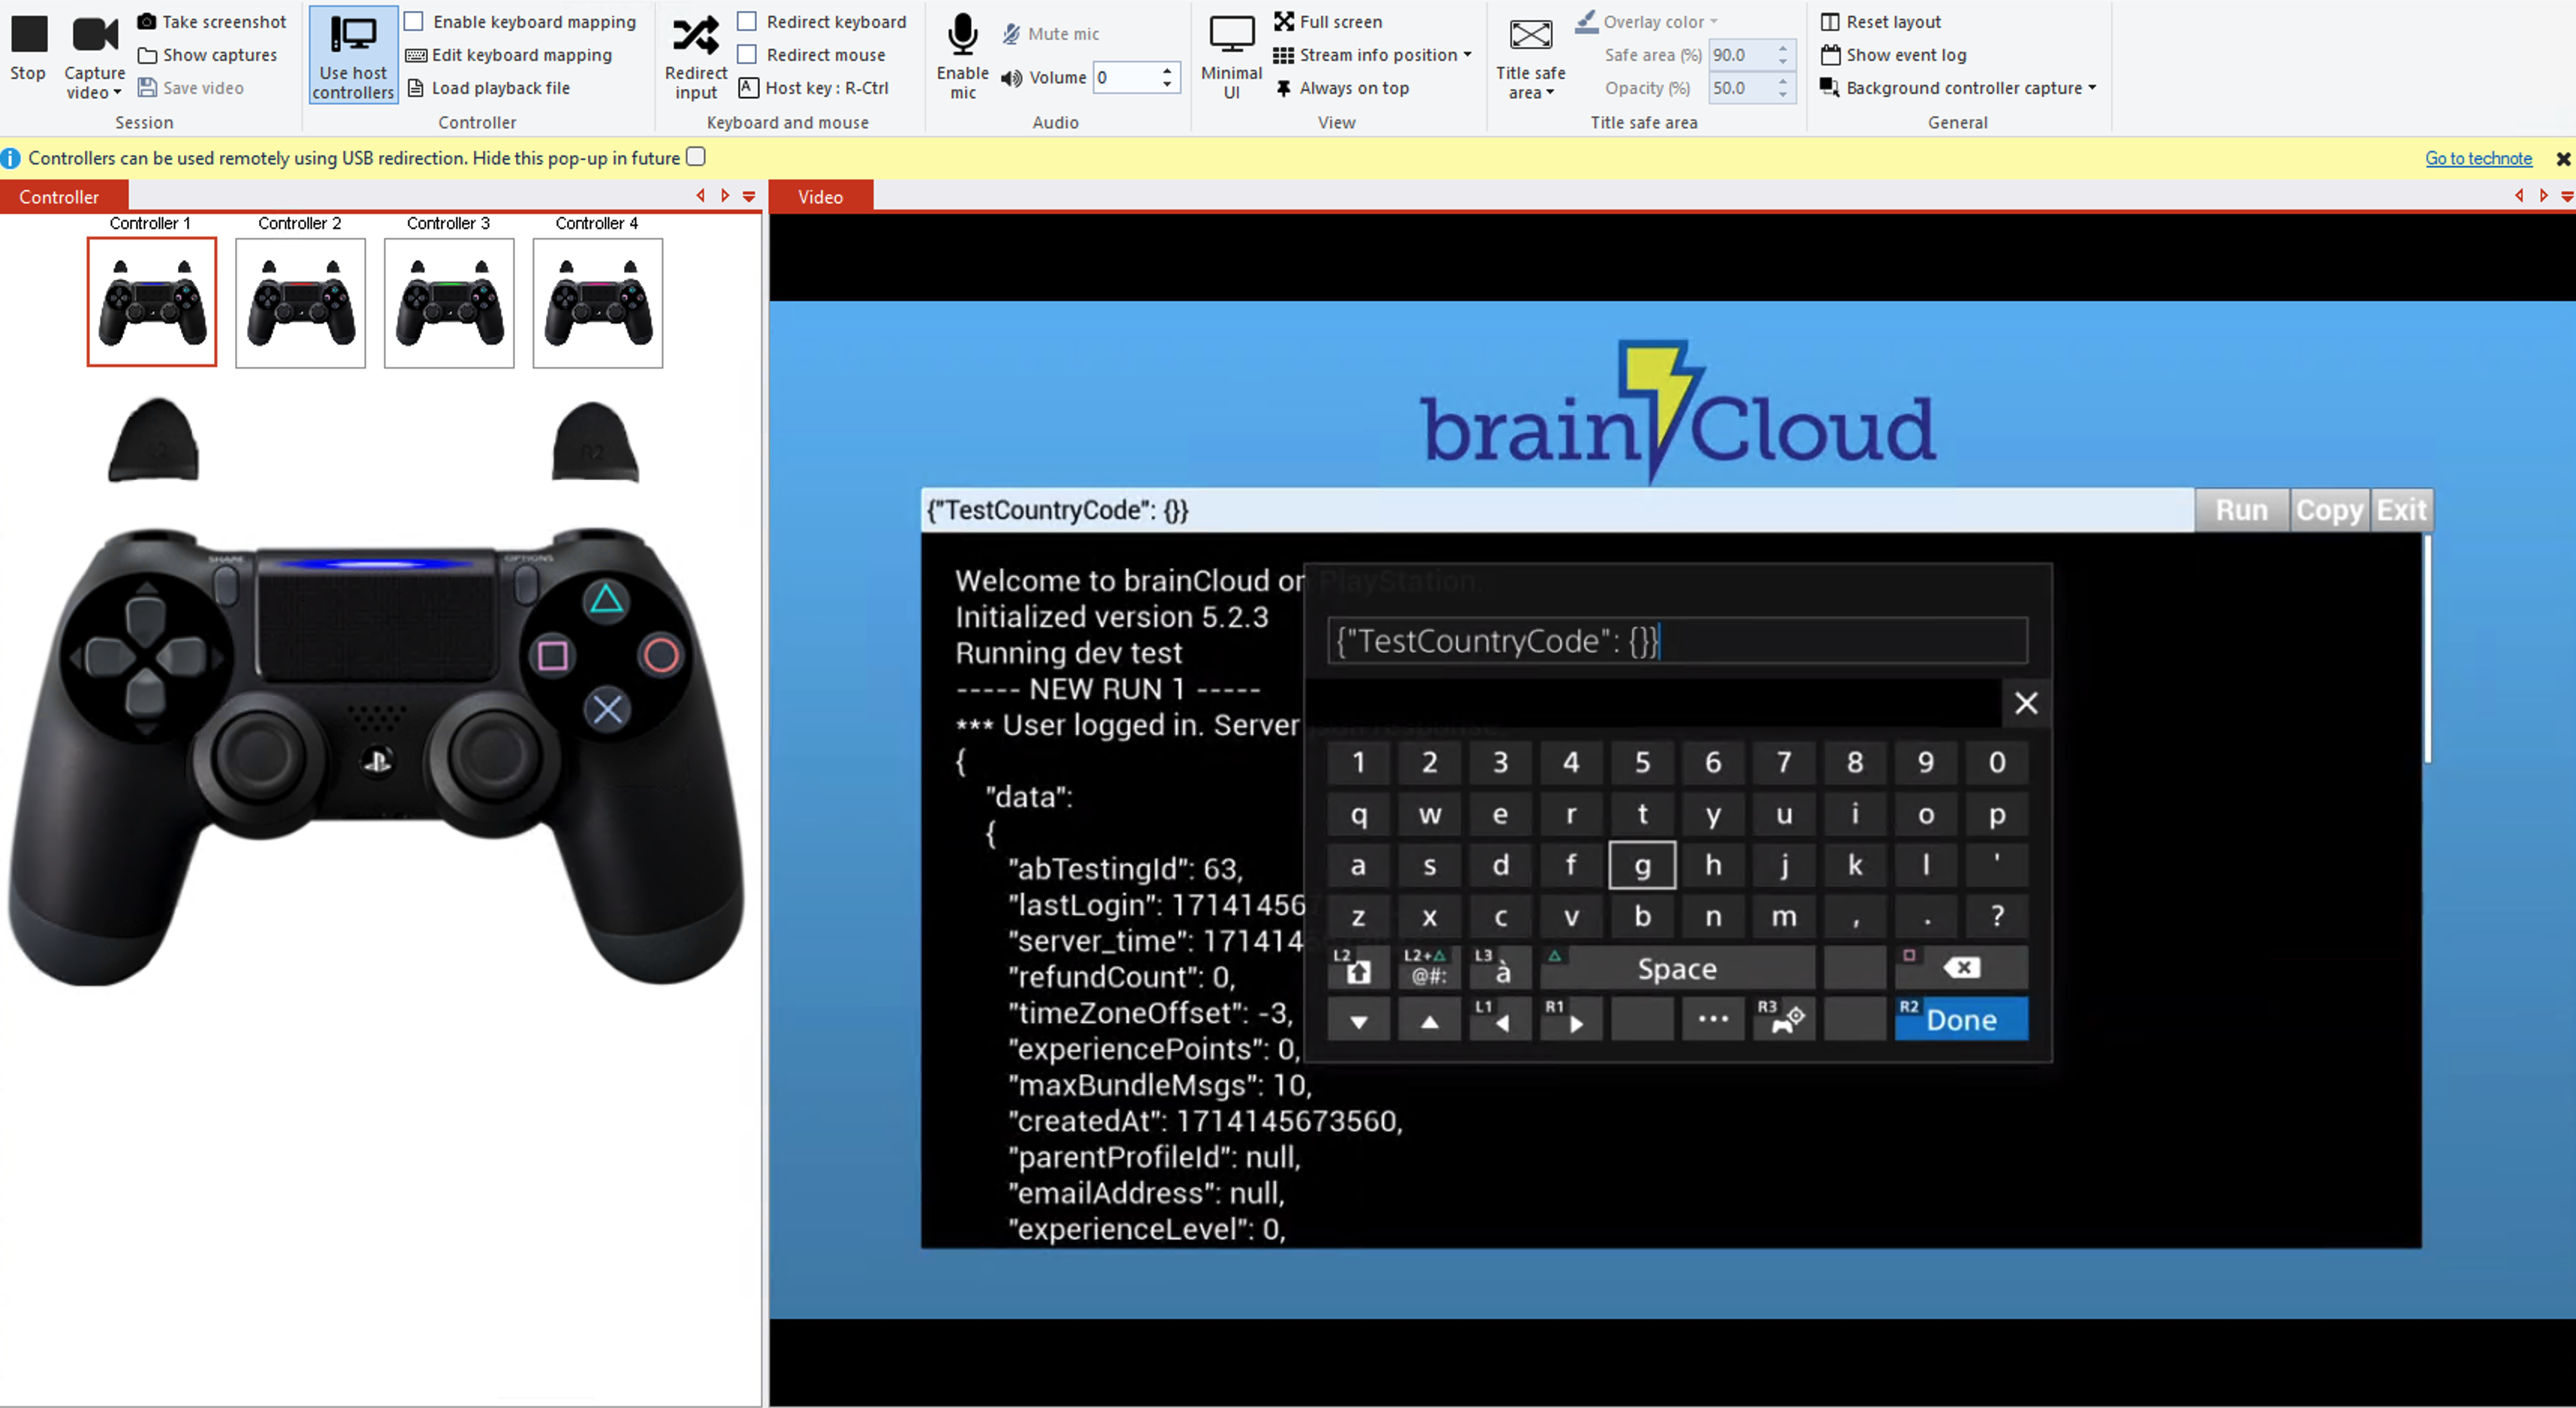 Take screenshot
Enable keyboard mapping
Redirect keyboard
Mute mic
Full screen
Overlay color
Reset layout
Show captures
Edit keyboard mapping
Redirect mouse
Stream info position
Safe area (%) 90.0
Show event log
Stop
Capture video
Save video
Use host controllers
Load playback file
Redirect input
A Host key : R-Ctrl
Enable mic
Volume 0
Minimal UI
Always on top
Title safe area
Opacity (%) 50.0
Background controller capture
Session
Controller
Keyboard and mouse
Audio
View
Title safe area
General
Controllers can be used remotely using USB redirection. Hide this pop-up in future
Go to technote
Controller
Video
Controller 1
Controller 2
Controller 3
Controller 4
R2
SHARE
OPTIONS
brainCloud
{"TestCountryCode": {}}
Run
Copy
Exit
Welcome to brainCloud on PlayStation.
Initialized version 5.2.3
Running dev test
----- NEW RUN 1 -----
*** User logged in. Server
{
"data":
{
"abTestingId": 63,
"lastLogin": 17141456
"server_time": 171414
"refundCount": 0,
"timeZoneOffset": -3,
"experiencePoints": 0,
"maxBundleMsgs": 10,
"createdAt": 1714145673560,
"parentProfileId": null,
"emailAddress": null,
"experienceLevel": 0,
{"TestCountryCode": {}}
1 2 3 4 5 6 7 8 9 0
q w e r t y u i o p
a s d f g h j k l '
z x c v b n m , . ?
L2 L2+△ @#: L3 à △ Space
L1 R1 ... R3 R2 Done